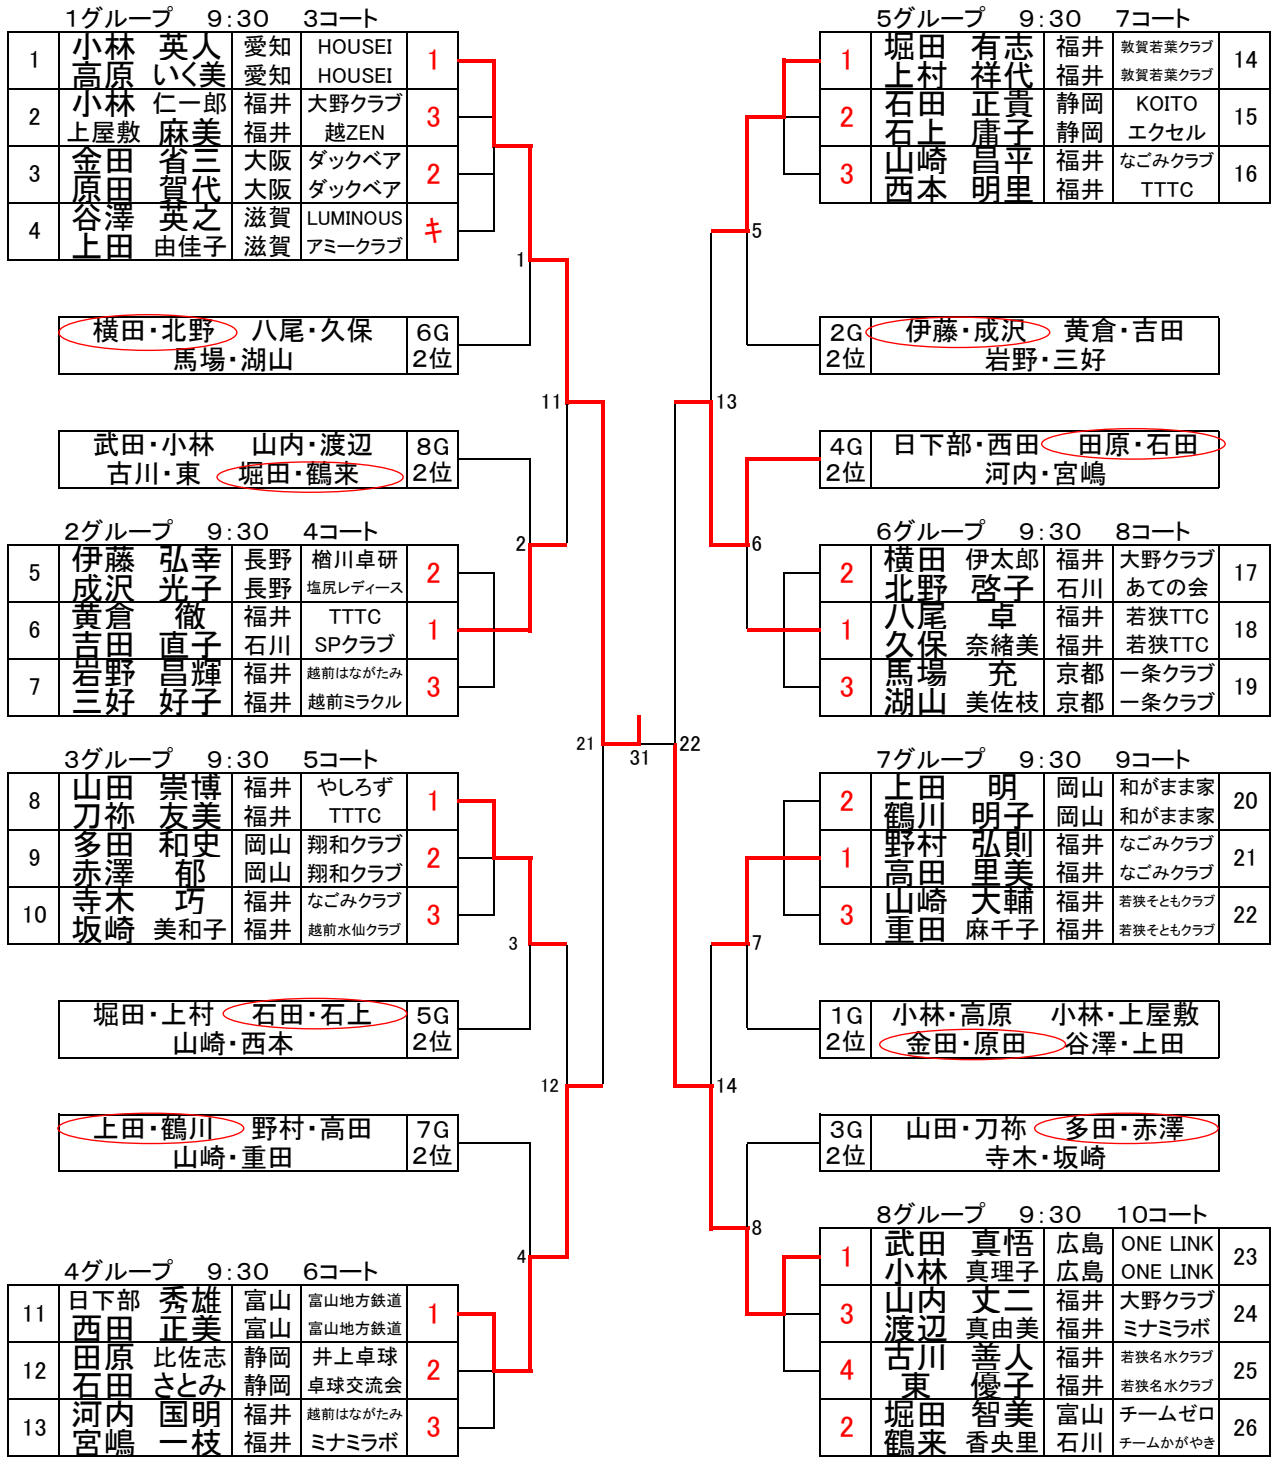 1グループ　9:30　3コート
1 小林 英人 愛知 HOUSEI 1
高原 いく美 愛知 HOUSEI
2 小林 仁一郎 福井 大野クラブ 3
上屋敷 麻美 福井 越ZEN
3 金田 省三 大阪 ダックベア 2
原田 賀代 大阪 ダックベア
4 谷澤 英之 滋賀 LUMINOUS キ
上田 由佳子 滋賀 アミークラブ
1
横田・北野 八尾・久保 6G
馬場・湖山 2位
11
武田・小林 山内・渡辺 8G
古川・東 堀田・鶴来 2位
2グループ　9:30　4コート
2
5 伊藤 弘幸 長野 楢川卓研 2
成沢 光子 長野 塩尻レディース
6 黄倉 徹 福井 TTTC 1
吉田 直子 石川 SPクラブ
7 岩野 昌輝 福井 越前はながたみ 3
三好 好子 福井 越前ミラクル
21
31
3グループ　9:30　5コート
8 山田 崇博 福井 やしろず 1
刀祢 友美 福井 TTTC
9 多田 和史 岡山 翔和クラブ 2
赤澤 郁 岡山 翔和クラブ
10 寺木 巧 福井 なごみクラブ 3
坂崎 美和子 福井 越前水仙クラブ
3
堀田・上村 石田・石上 5G
山崎・西本 2位
12
上田・鶴川 野村・高田 7G
山崎・重田 2位
4
4グループ　9:30　6コート
11 日下部 秀雄 富山 富山地方鉄道 1
西田 正美 富山 富山地方鉄道
12 田原 比佐志 静岡 井上卓球 2
石田 さとみ 静岡 卓球交流会
13 河内 国明 福井 越前はながたみ 3
宮嶋 一枝 福井 ミナミラボ
5グループ　9:30　7コート
1 堀田 有志 福井 敦賀若葉クラブ 14
上村 祥代 福井 敦賀若葉クラブ
2 石田 正貴 静岡 KOITO 15
石上 庸子 静岡 エクセル
3 山崎 昌平 福井 なごみクラブ 16
西本 明里 福井 TTTC
5
2G 伊藤・成沢 黄倉・吉田
2位 岩野・三好
13
4G 日下部・西田 田原・石田
2位 河内・宮嶋
6グループ　9:30　8コート
6
2 横田 伊太郎 福井 大野クラブ 17
北野 啓子 石川 あての会
1 八尾 卓 福井 若狭TTC 18
久保 奈緒美 福井 若狭TTC
3 馬場 充 京都 一条クラブ 19
湖山 美佐枝 京都 一条クラブ
22
7グループ　9:30　9コート
2 上田 明 岡山 和がまま家 20
鶴川 明子 岡山 和がまま家
1 野村 弘則 福井 なごみクラブ 21
高田 里美 福井 なごみクラブ
3 山崎 大輔 福井 若狭そともクラブ 22
重田 麻千子 福井 若狭そともクラブ
7
1G 小林・高原 小林・上屋敷
2位 金田・原田 谷澤・上田
14
3G 山田・刀祢 多田・赤澤
2位 寺木・坂崎
8グループ　9:30　10コート
8
1 武田 真悟 広島 ONE LINK 23
小林 真理子 広島 ONE LINK
3 山内 丈二 福井 大野クラブ 24
渡辺 真由美 福井 ミナミラボ
4 古川 善人 福井 若狭名水クラブ 25
東 優子 福井 若狭名水クラブ
2 堀田 智美 富山 チームゼロ 26
鶴来 香央里 石川 チームかがやき